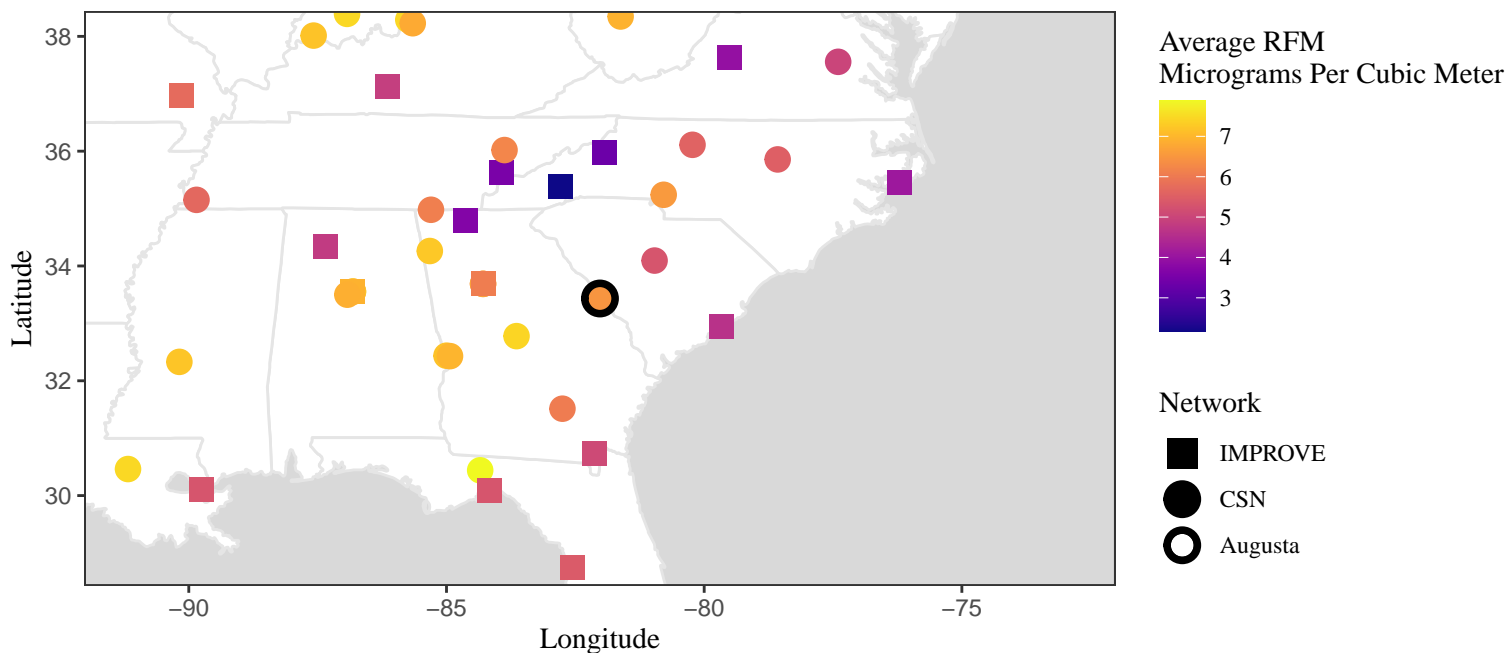 38
36
34
32
30
Latitude
−90
−85
−80
−75
Longitude
Average RFM
Micrograms Per Cubic Meter
7
6
5
4
3
Network
IMPROVE
CSN
Augusta